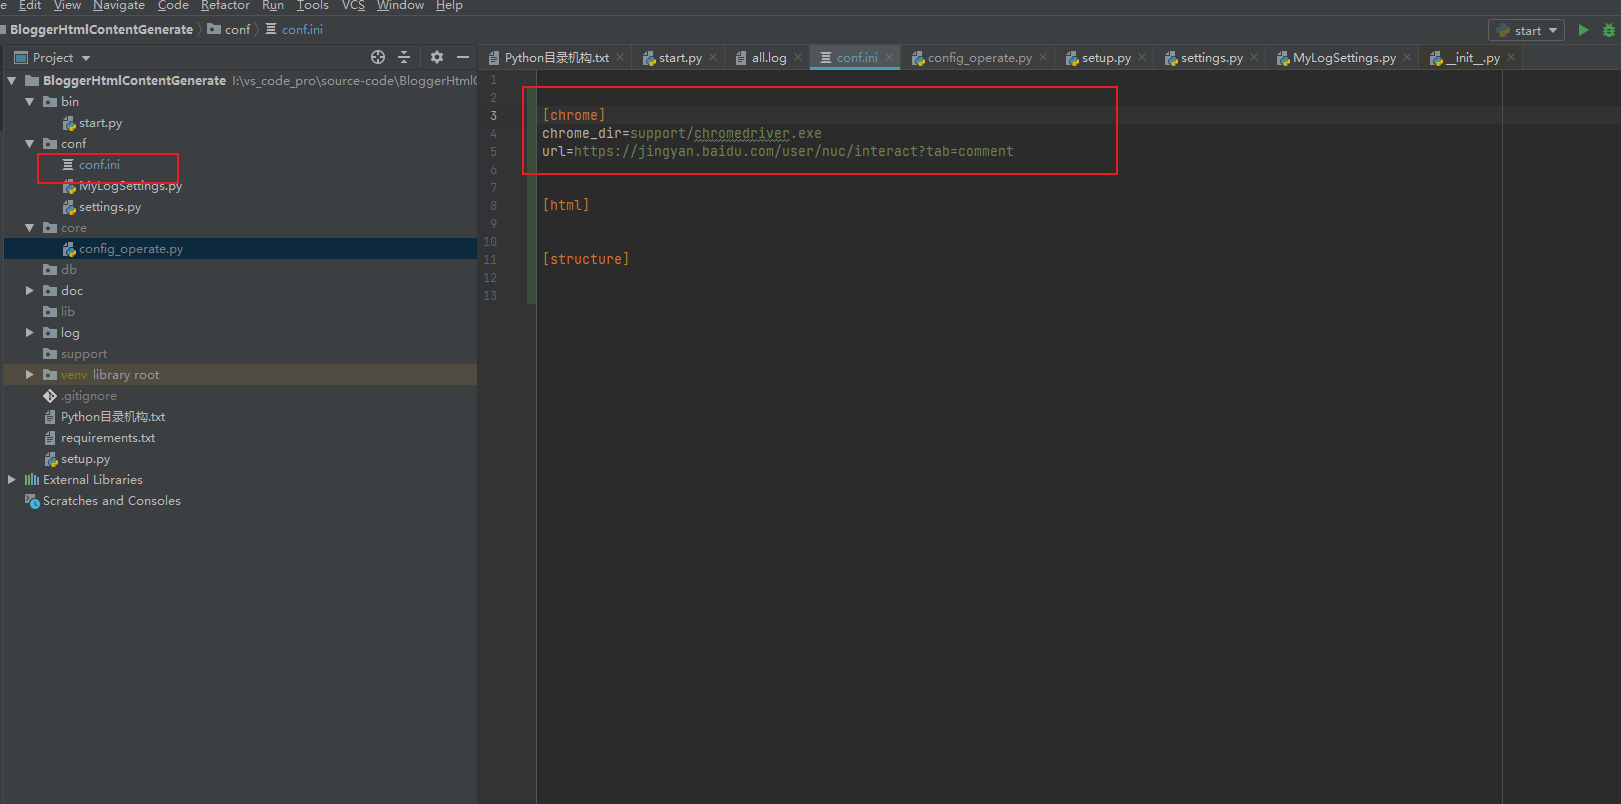 e Edit View Navigate Code Refactor Run Tools VCS Window Help
BloggerHtmlContentGenerate conf conf.ini start
Project
Python目录机构.txt start.py all.log conf.ini config_operate.py setup.py settings.py MyLogSettings.py __init__.py
BloggerHtmlContentGenerate I:\vs_code_pro\source-code\BloggerHtmlC
bin
start.py
conf
conf.ini
MyLogSettings.py
settings.py
core
config_operate.py
db
doc
lib
log
support
venv library root
.gitignore
Python目录机构.txt
requirements.txt
setup.py
External Libraries
Scratches and Consoles
1
2
3 [chrome]
4 chrome_dir=support/chromedriver.exe
5 url=https://jingyan.baidu.com/user/nuc/interact?tab=comment
6
7
8 [html]
9
10
11 [structure]
12
13